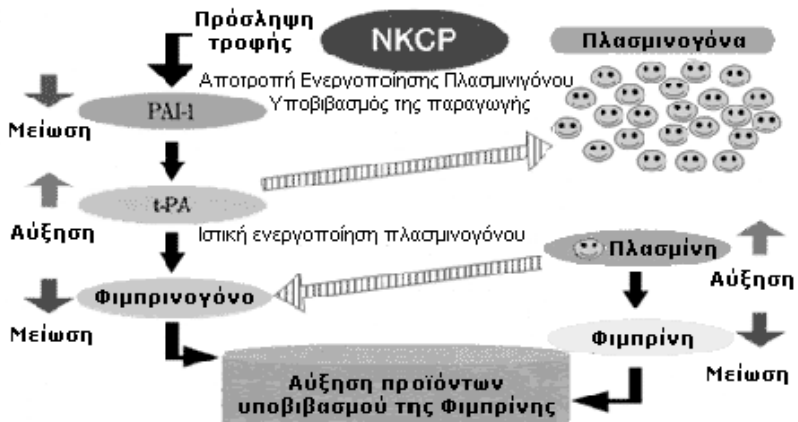 Πρόσληψη
τροφής
NKCP
Πλασμινογόνα
Αποτροπή Ενεργοποίησης Πλασμινιγόνου
Υποβιβασμός της παραγωγής
PAI-1
Μείωση
t-PA
Αύξηση
Ιστική ενεργοποίηση πλασμινογόνου
Πλασμίνη
Αύξηση
Φιμπρινογόνο
Μείωση
Φιμπρίνη
Μείωση
Αύξηση προϊόντων
υποβιβασμού της Φιμπρίνης